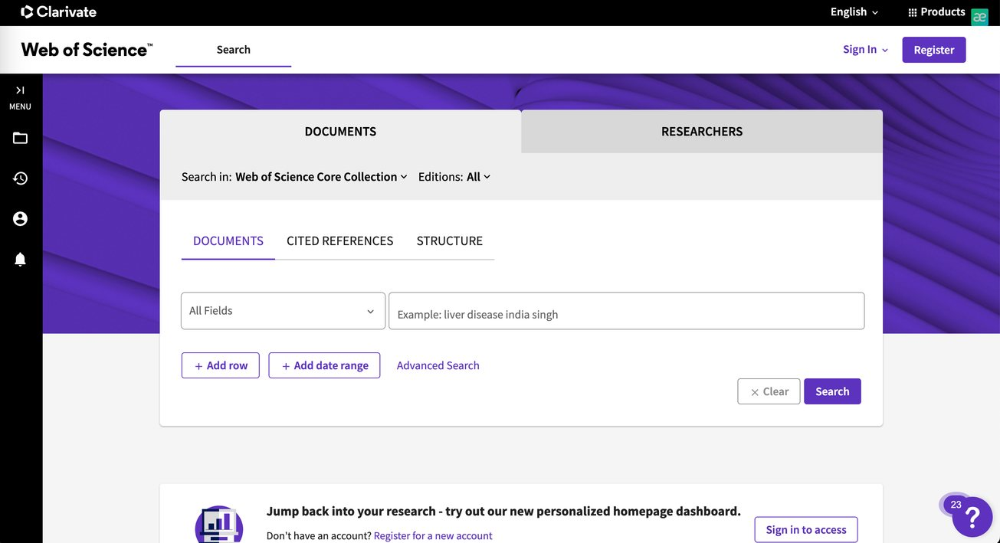 Clarivate
English
Products
æ
Web of Science™
Search
Sign In
Register
MENU
DOCUMENTS
RESEARCHERS
Search in: Web of Science Core Collection
Editions: All
DOCUMENTS
CITED REFERENCES
STRUCTURE
All Fields
Example: liver disease india singh
+ Add row
+ Add date range
Advanced Search
× Clear
Search
Jump back into your research - try out our new personalized homepage dashboard.
Don't have an account? Register for a new account
Sign in to access
23
?